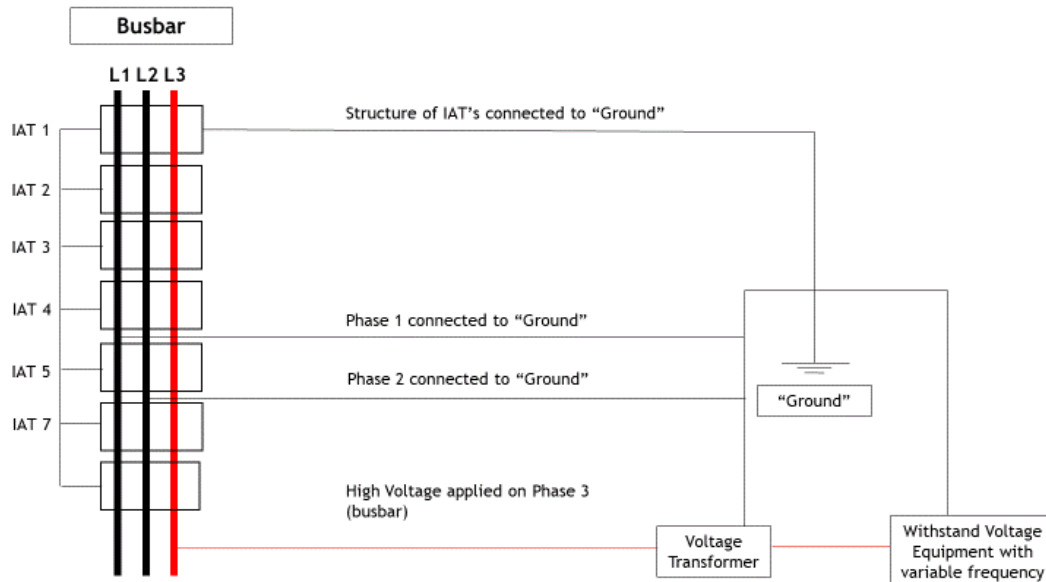 Busbar
L1 L2 L3
IAT 1
Structure of IAT's connected to “Ground”
IAT 2
IAT 3
IAT 4
Phase 1 connected to “Ground”
IAT 5
Phase 2 connected to “Ground”
“Ground”
IAT 7
High Voltage applied on Phase 3
(busbar)
Voltage
Transformer
Withstand Voltage
Equipment with
variable frequency